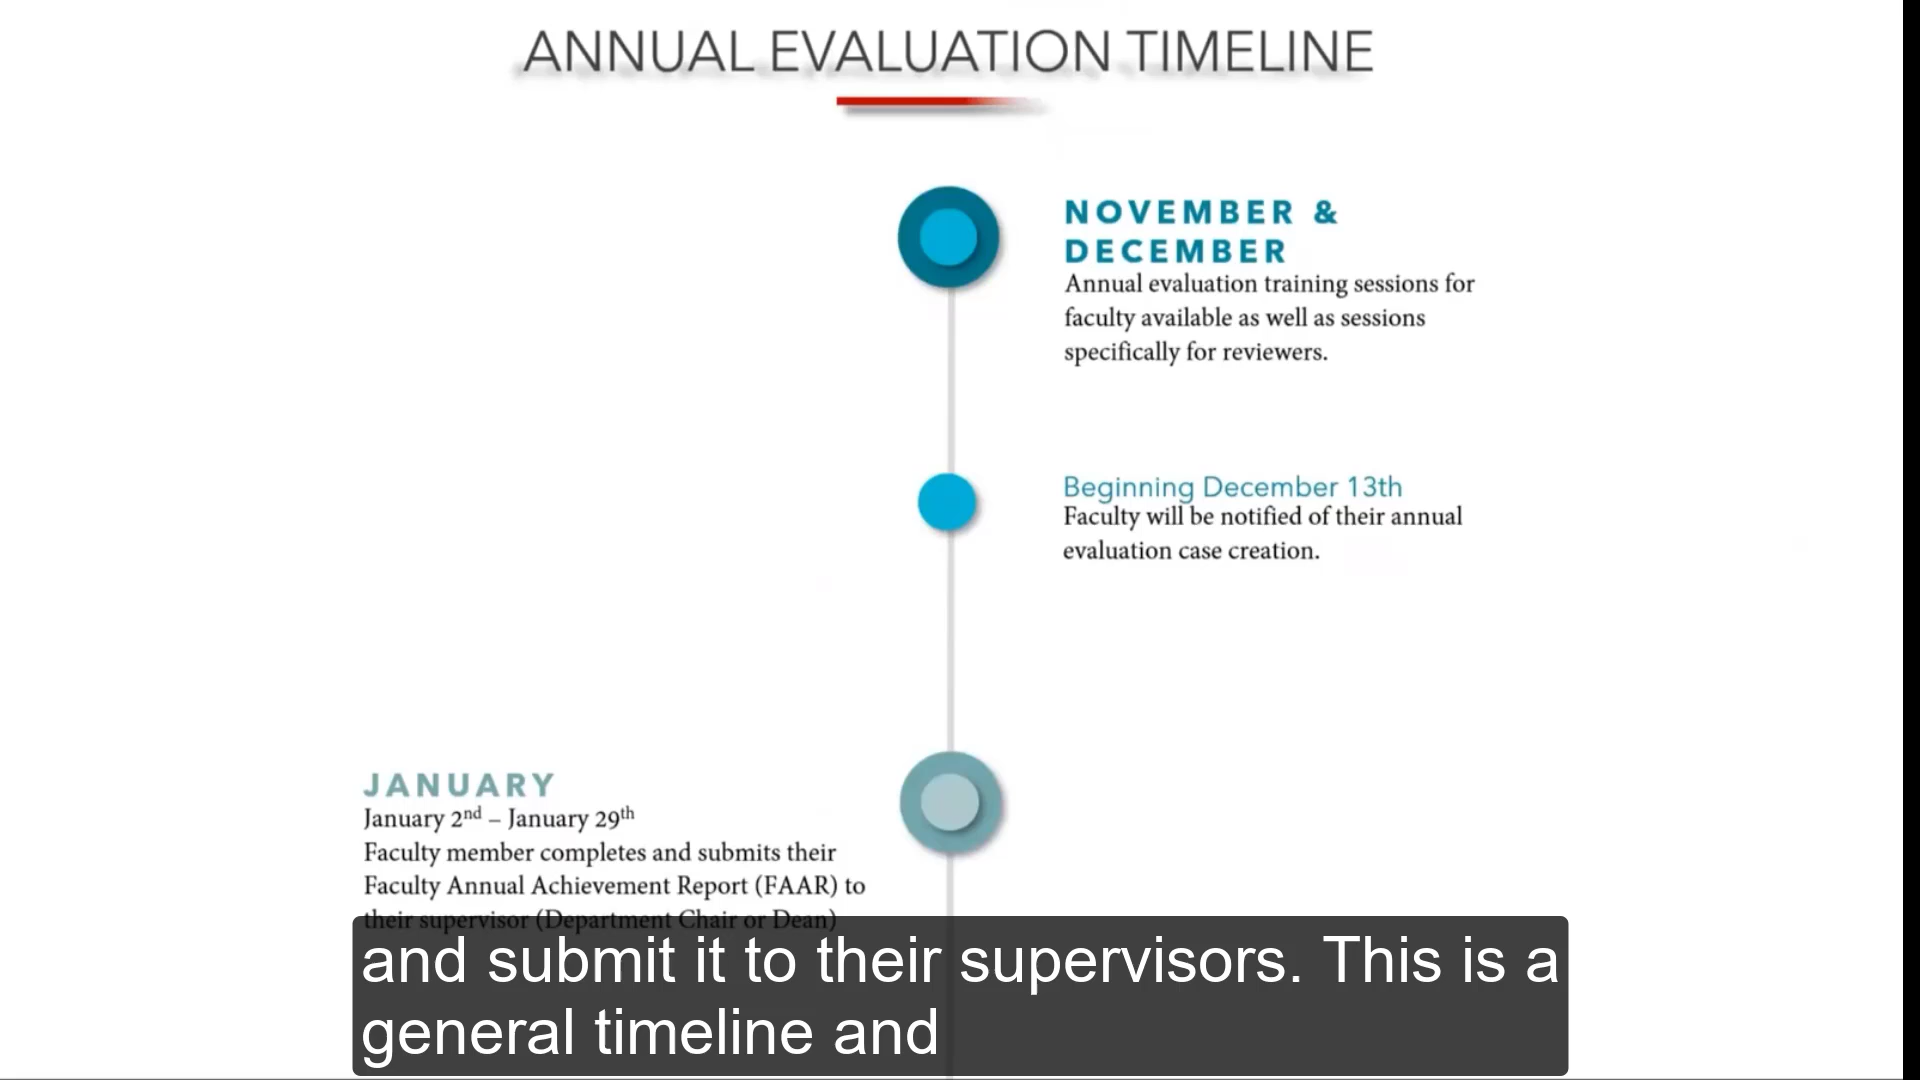 ANNUAL EVALUATION TIMELINE
NOVEMBER &
DECEMBER
Annual evaluation training sessions for
faculty available as well as sessions
specifically for reviewers.
Beginning December 13th
Faculty will be notified of their annual
evaluation case creation.
JANUARY
January 2nd – January 29th
Faculty member completes and submits their
Faculty Annual Achievement Report (FAAR) to
their supervisor (Department Chair or Dean)
and submit it to their supervisors. This is a
general timeline and